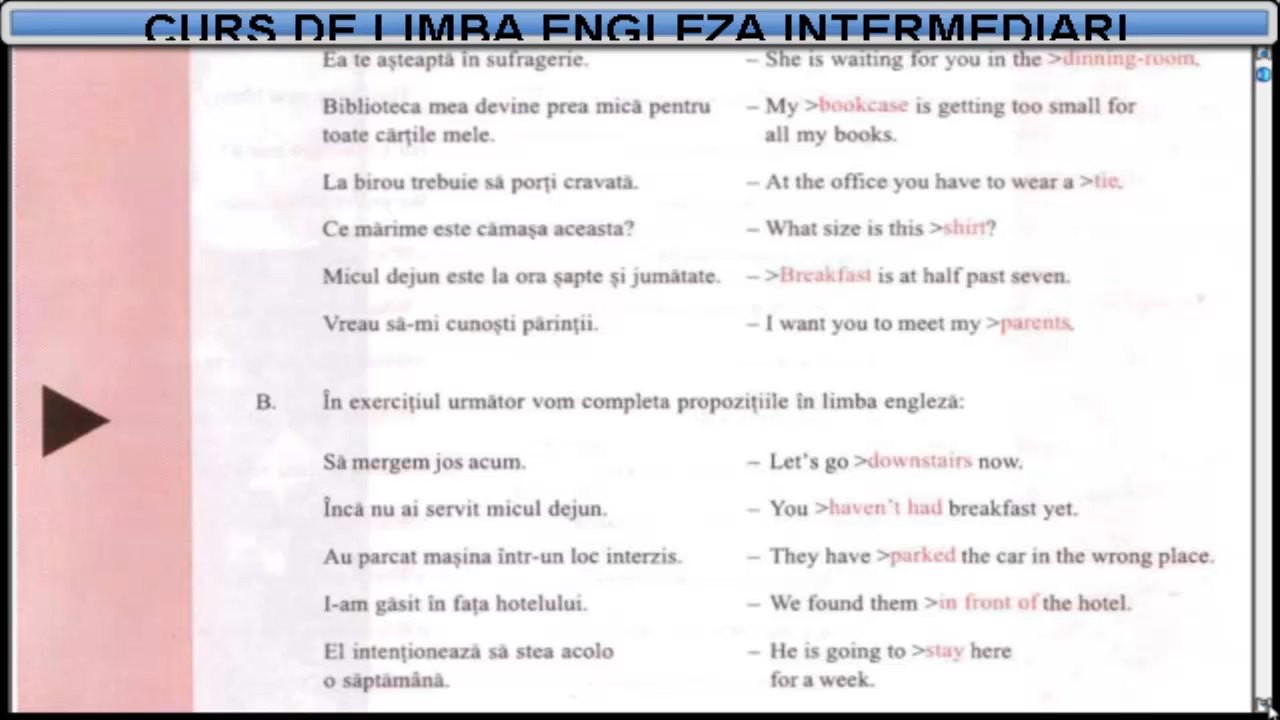 CURS DE LIMBA ENGLEZA INTERMEDIARI
Ea te așteaptă în sufragerie. – She is waiting for you in the >dinning-room.
Biblioteca mea devine prea mică pentru – My >bookcase is getting too small for
toate cărțile mele. all my books.
La birou trebuie să porți cravată. – At the office you have to wear a >tie.
Ce mărime este cămașa aceasta? – What size is this >shirt?
Micul dejun este la ora șapte și jumătate. – >Breakfast is at half past seven.
Vreau să-mi cunoști părinții. – I want you to meet my >parents.
B. În exercițiul următor vom completa propozițiile în limba engleză:
Să mergem jos acum. – Let's go >downstairs now.
Încă nu ai servit micul dejun. – You >haven't had breakfast yet.
Au parcat mașina într-un loc interzis. – They have >parked the car in the wrong place.
I-am găsit în fața hotelului. – We found them >in front of the hotel.
El intenționează să stea acolo – He is going to >stay here
o săptămână. for a week.